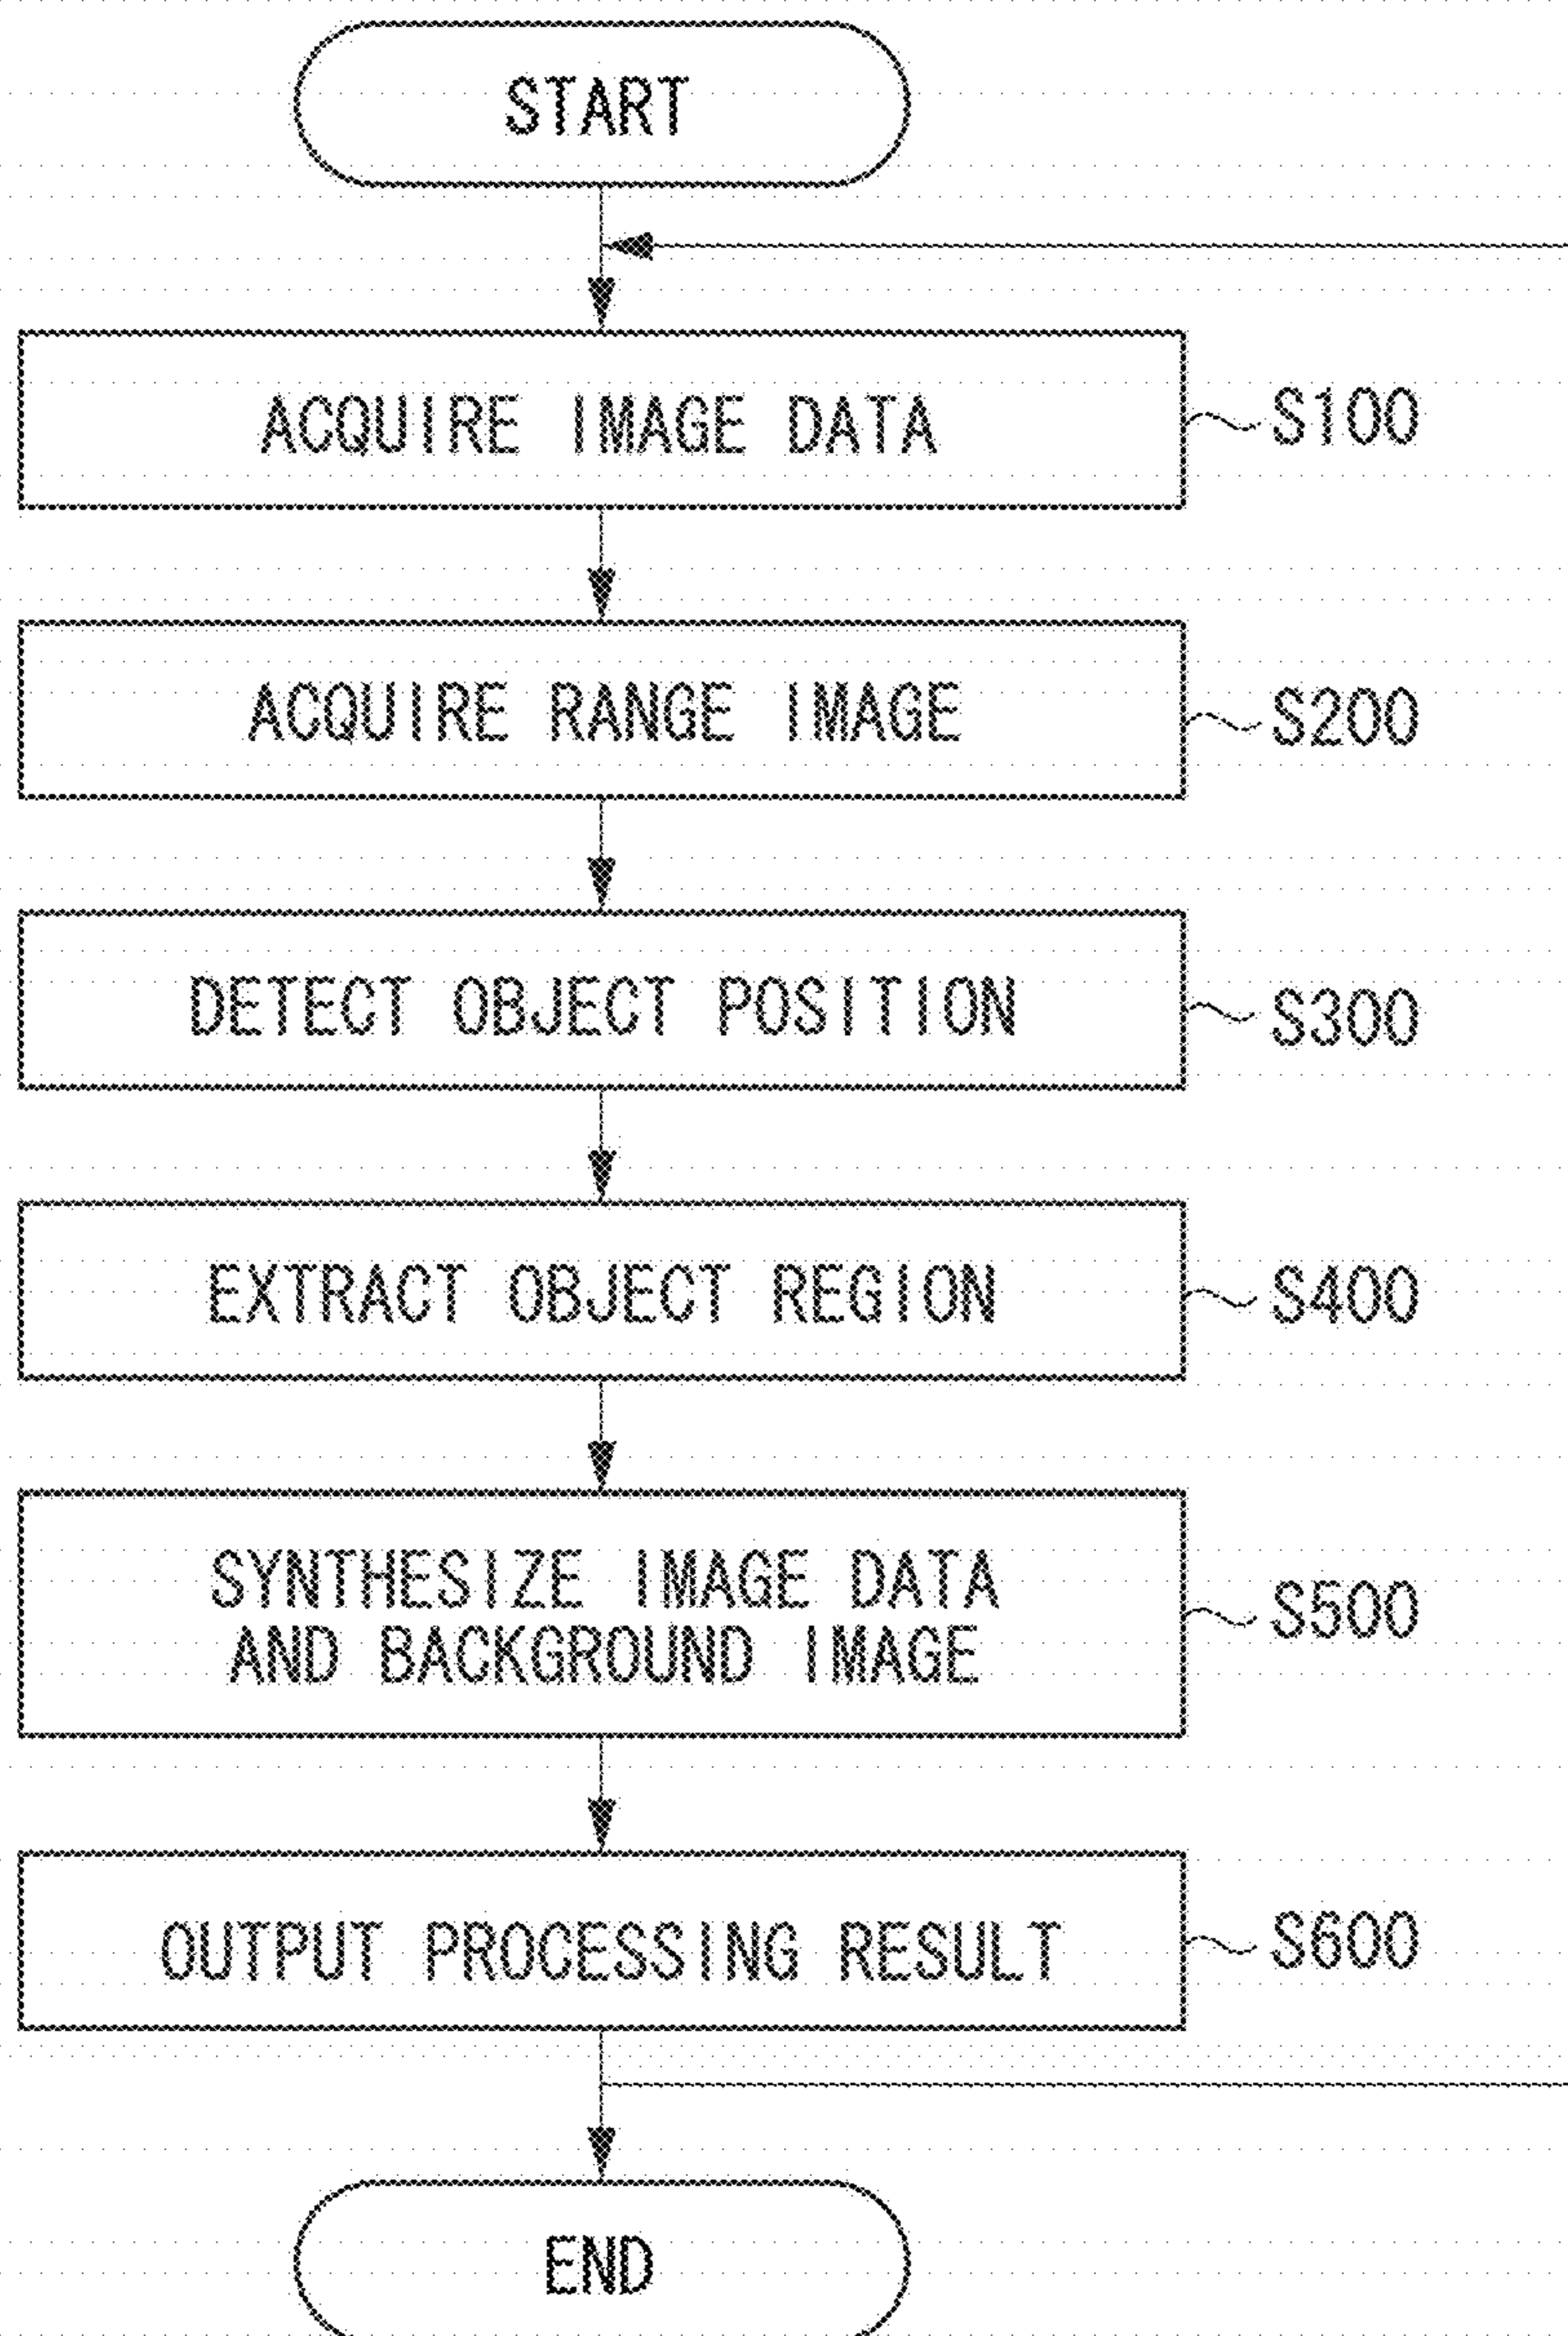 START
ACQUIRE IMAGE DATA
S100
ACQUIRE RANGE IMAGE
S200
DETECT OBJECT POSITION
S300
EXTRACT OBJECT REGION
S400
SYNTHESIZE IMAGE DATA
AND BACKGROUND IMAGE
S500
OUTPUT PROCESSING RESULT
S600
END